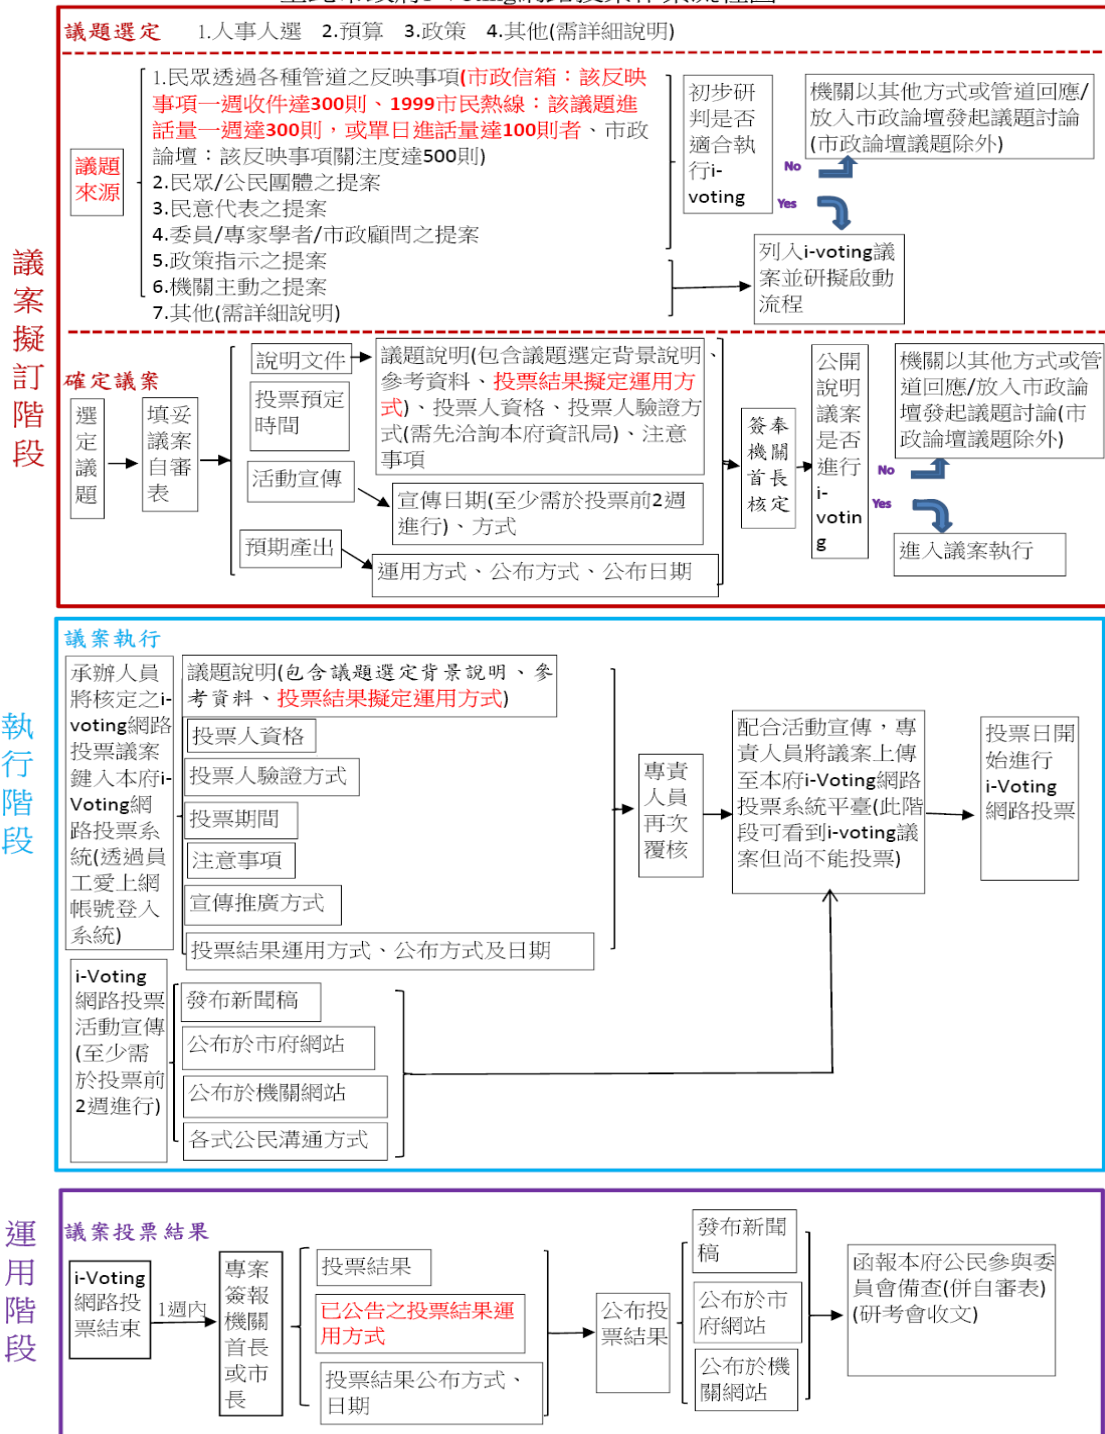 i-Voting網路投票作業流程圖
議案擬訂階段
議題選定 1.人事人選 2.預算 3.政策 4.其他(需詳細說明)
議題
來源
1.民眾透過各種管道之反映事項(市政信箱：該反映
事項一週收件達300則、1999市民熱線：該議題進
話量一週達300則，或單日進話量達100則者、市政
論壇：該反映事項關注度達500則)
2.民眾/公民團體之提案
3.民意代表之提案
4.委員/專家學者/市政顧問之提案
5.政策指示之提案
6.機關主動之提案
7.其他(需詳細說明)
初步研
判是否
適合執
行i-
voting
No
Yes
機關以其他方式或管道回應/
放入市政論壇發起議題討論
(市政論壇議題除外)
列入i-voting議
案並研擬啟動
流程
確定議案
選
定
議
題
填妥
議案
自審
表
說明文件
投票預定
時間
活動宣傳
預期產出
議題說明(包含議題選定背景說明、
參考資料、投票結果擬定運用方
式)、投票人資格、投票人驗證方
式(需先洽詢本府資訊局)、注意
事項
宣傳日期(至少需於投票前2週
進行)、方式
運用方式、公布方式、公布日期
簽奉
機關
首長
核定
公開
說明
議案
是否
進行
i-
votin
g
No
Yes
機關以其他方式或管
道回應/放入市政論
壇發起議題討論(市
政論壇議題除外)
進入議案執行
執行階段
議案執行
承辦人員
將核定之i-
voting網路
投票議案
鍵入本府i-
Voting網
路投票系
統(透過員
工愛上網
帳號登入
系統)
議題說明(包含議題選定背景說明、參
考資料、投票結果擬定運用方式)
投票人資格
投票人驗證方式
投票期間
注意事項
宣傳推廣方式
投票結果運用方式、公布方式及日期
專責
人員
再次
覆核
配合活動宣傳，專
責人員將議案上傳
至本府i-Voting網路
投票系統平臺(此階
段可看到i-voting議
案但尚不能投票)
投票日開
始進行
i-Voting
網路投票
i-Voting
網路投票
活動宣傳
(至少需
於投票前
2週進行)
發布新聞稿
公布於市府網站
公布於機關網站
各式公民溝通方式
運用階段
議案投票結果
i-Voting
網路投
票結束
1週內
專案
簽報
機關
首長
或市
長
投票結果
已公告之投票結果運
用方式
投票結果公布方式、
日期
公布投
票結果
發布新聞
稿
公布於市
府網站
公布於機
關網站
函報本府公民參與委
員會備查(併自審表)
(研考會收文)